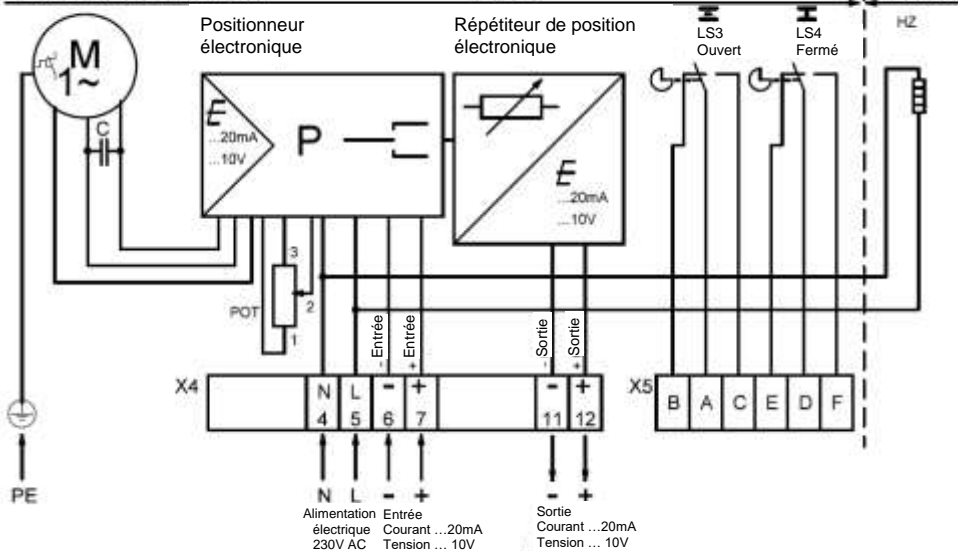 Positionneur
électronique
Répétiteur de position
électronique
LS3
Ouvert
LS4
Fermé
HZ
M
1~
C
E
...20mA
...10V
P
E
...20mA
...10V
POT
3
2
1
- Entrée
+ Entrée
- Sortie
+ Sortie
X4
N
4
L
5
-
6
+
7
-
11
+
12
X5
B
A
C
E
D
F
PE
N
L
-
+
-
+
Alimentation
électrique
230V AC
Entrée
Courant ...20mA
Tension ... 10V
Sortie
Courant ...20mA
Tension ... 10V